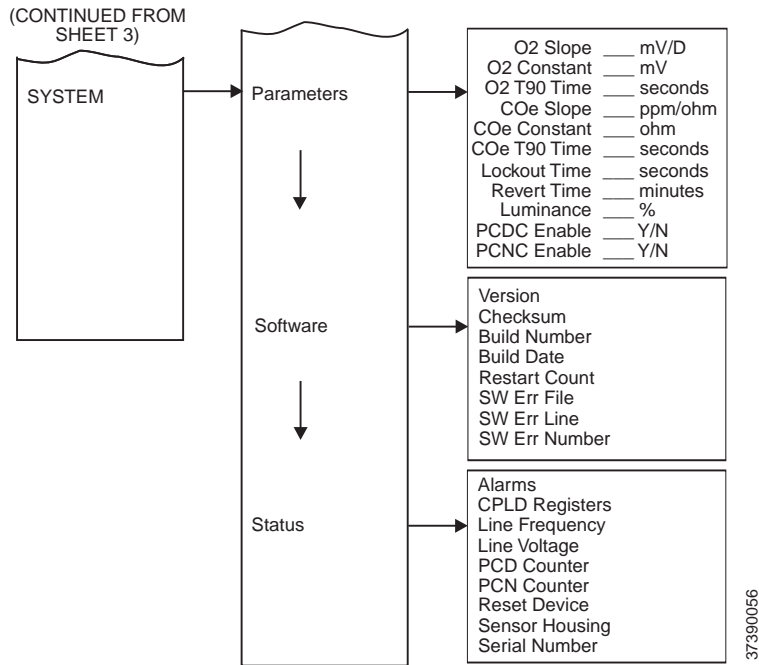 (CONTINUED FROM
SHEET 3)
SYSTEM
Parameters
O2 Slope ___ mV/D
O2 Constant ___ mV
O2 T90 Time ___ seconds
COe Slope ___ ppm/ohm
COe Constant ___ ohm
COe T90 Time ___ seconds
Lockout Time ___ seconds
Revert Time ___ minutes
Luminance ___ %
PCDC Enable ___ Y/N
PCNC Enable ___ Y/N
Software
Version
Checksum
Build Number
Build Date
Restart Count
SW Err File
SW Err Line
SW Err Number
Status
Alarms
CPLD Registers
Line Frequency
Line Voltage
PCD Counter
PCN Counter
Reset Device
Sensor Housing
Serial Number
37390056